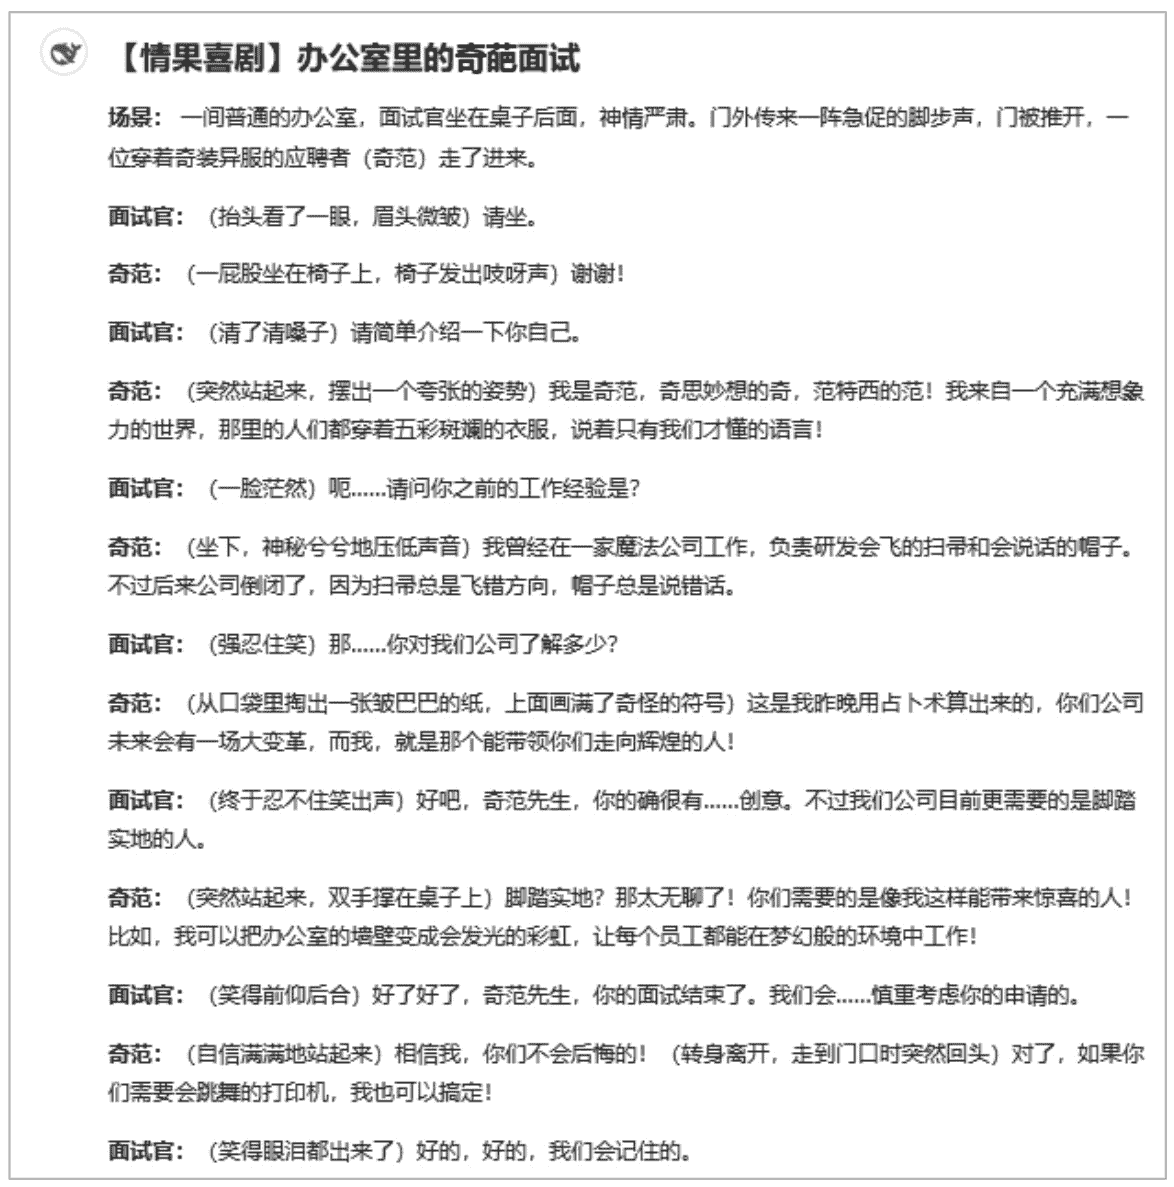 【情果喜剧】办公室里的奇葩面试
场景： 一间普通的办公室，面试官坐在桌子后面，神情严肃。门外传来一阵急促的脚步声，门被推开，一
位穿着奇装异服的应聘者（奇范）走了进来。
面试官：（抬头看了一眼，眉头微皱）请坐。
奇范：（一屁股坐在椅子上，椅子发出吱呀声）谢谢！
面试官：（清了清嗓子）请简单介绍一下你自己。
奇范：（突然站起来，摆出一个夸张的姿势）我是奇范，奇思妙想的奇，范特西的范！我来自一个充满想象
力的世界，那里的人们都穿着五彩斑斓的衣服，说着只有我们才懂的语言！
面试官：（一脸茫然）呃……请问你之前的工作经验是？
奇范：（坐下，神秘兮兮地压低声音）我曾经在一家魔法公司工作，负责研发会飞的扫帚和会说话的帽子。
不过后来公司倒闭了，因为扫帚总是飞错方向，帽子总是说错话。
面试官：（强忍住笑）那……你对我们公司了解多少？
奇范：（从口袋里掏出一张皱巴巴的纸，上面画满了奇怪的符号）这是我昨晚用占卜术算出来的，你们公司
未来会有一场大变革，而我，就是那个能带领你们走向辉煌的人！
面试官：（终于忍不住笑出声）好吧，奇范先生，你的确很有……创意。不过我们公司目前更需要的是脚踏
实地的人。
奇范：（突然站起来，双手撑在桌子上）脚踏实地？那太无聊了！你们需要的是像我这样能带来惊喜的人！
比如，我可以把办公室的墙壁变成会发光的彩虹，让每个员工都能在梦幻般的环境中工作！
面试官：（笑得前仰后合）好了好了，奇范先生，你的面试结束了。我们会……慎重考虑你的申请的。
奇范：（自信满满地站起来）相信我，你们不会后悔的！（转身离开，走到门口时突然回头）对了，如果你
们需要会跳舞的打印机，我也可以搞定！
面试官：（笑得眼泪都出来了）好的，好的，我们会记住的。